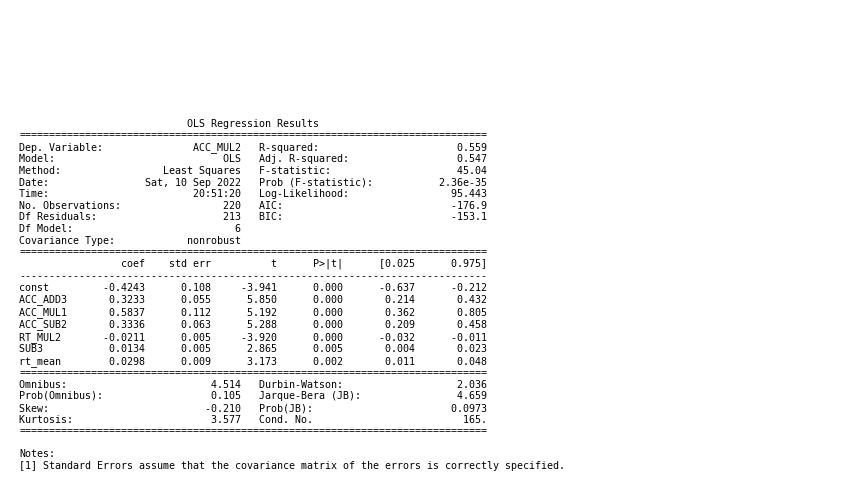 OLS Regression Results
==============================================================================
Dep. Variable:               ACC_MUL2   R-squared:                       0.559
Model:                            OLS   Adj. R-squared:                  0.547
Method:                 Least Squares   F-statistic:                     45.04
Date:                Sat, 10 Sep 2022   Prob (F-statistic):           2.36e-35
Time:                        20:51:20   Log-Likelihood:                 95.443
No. Observations:                 220   AIC:                            -176.9
Df Residuals:                     213   BIC:                            -153.1
Df Model:                           6
Covariance Type:            nonrobust
==============================================================================
                 coef    std err          t      P>|t|      [0.025      0.975]
------------------------------------------------------------------------------
const         -0.4243      0.108     -3.941      0.000      -0.637      -0.212
ACC_ADD3       0.3233      0.055      5.850      0.000       0.214       0.432
ACC_MUL1       0.5837      0.112      5.192      0.000       0.362       0.805
ACC_SUB2       0.3336      0.063      5.288      0.000       0.209       0.458
RT_MUL2       -0.0211      0.005     -3.920      0.000      -0.032      -0.011
SUB3           0.0134      0.005      2.865      0.005       0.004       0.023
rt_mean        0.0298      0.009      3.173      0.002       0.011       0.048
==============================================================================
Omnibus:                        4.514   Durbin-Watson:                   2.036
Prob(Omnibus):                  0.105   Jarque-Bera (JB):                4.659
Skew:                          -0.210   Prob(JB):                       0.0973
Kurtosis:                       3.577   Cond. No.                         165.
==============================================================================

Notes:
[1] Standard Errors assume that the covariance matrix of the errors is correctly specified.